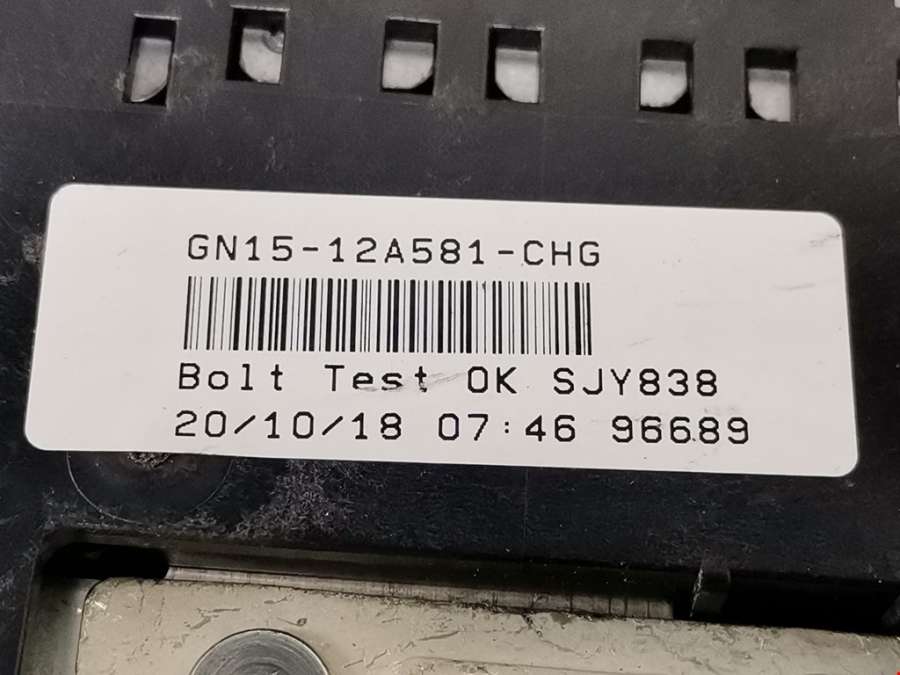 GN15-12A581-CHG
Bolt Test OK SJY838
20/10/18 07:46 96689